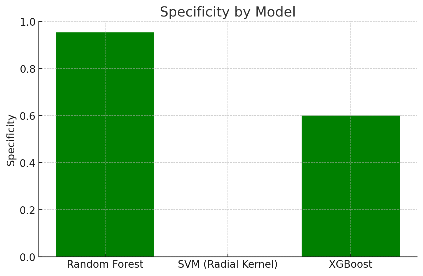 Specificity by Model
1.0
0.8
0.6
0.4
0.2
0.0
Specificity
Random Forest
SVM (Radial Kernel)
XGBoost